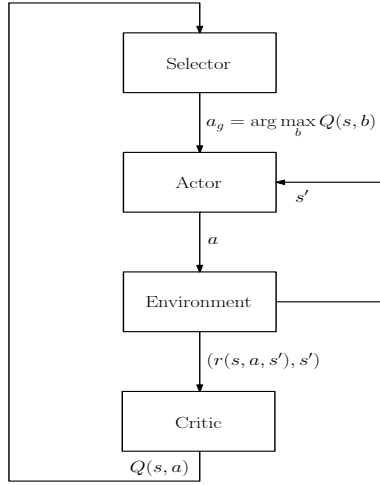 Selector
a_g = arg max_b Q(s, b)
Actor
s′
a
Environment
(r(s, a, s′), s′)
Critic
Q(s, a)